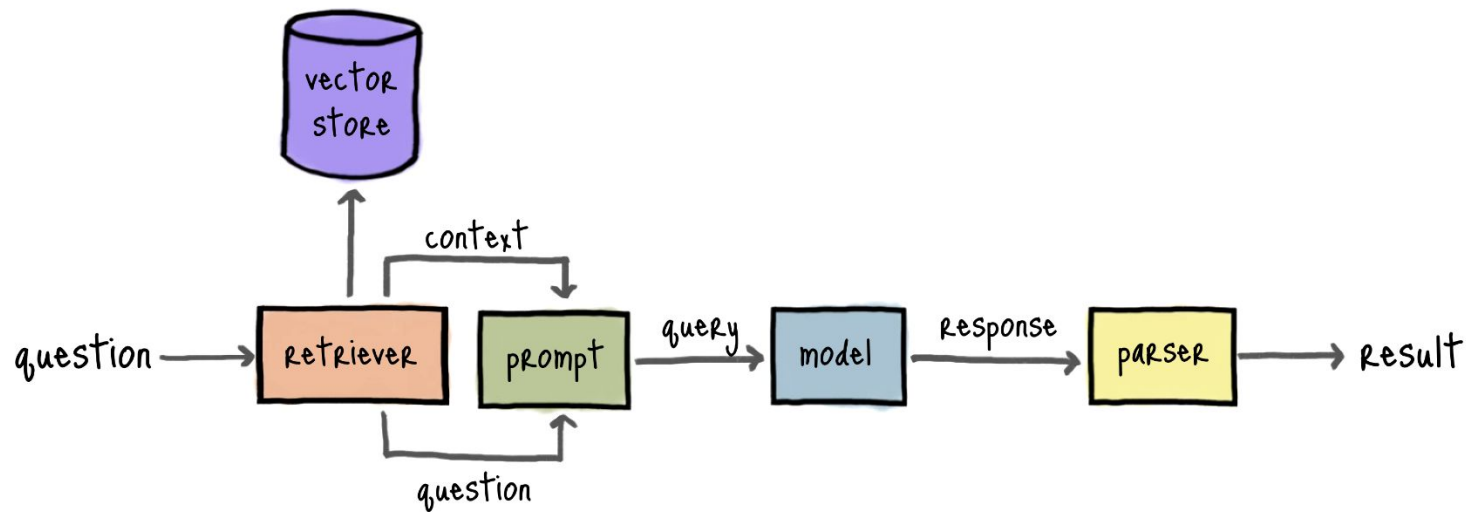 vector
store
context
question
retriever
prompt
query
model
response
parser
result
question